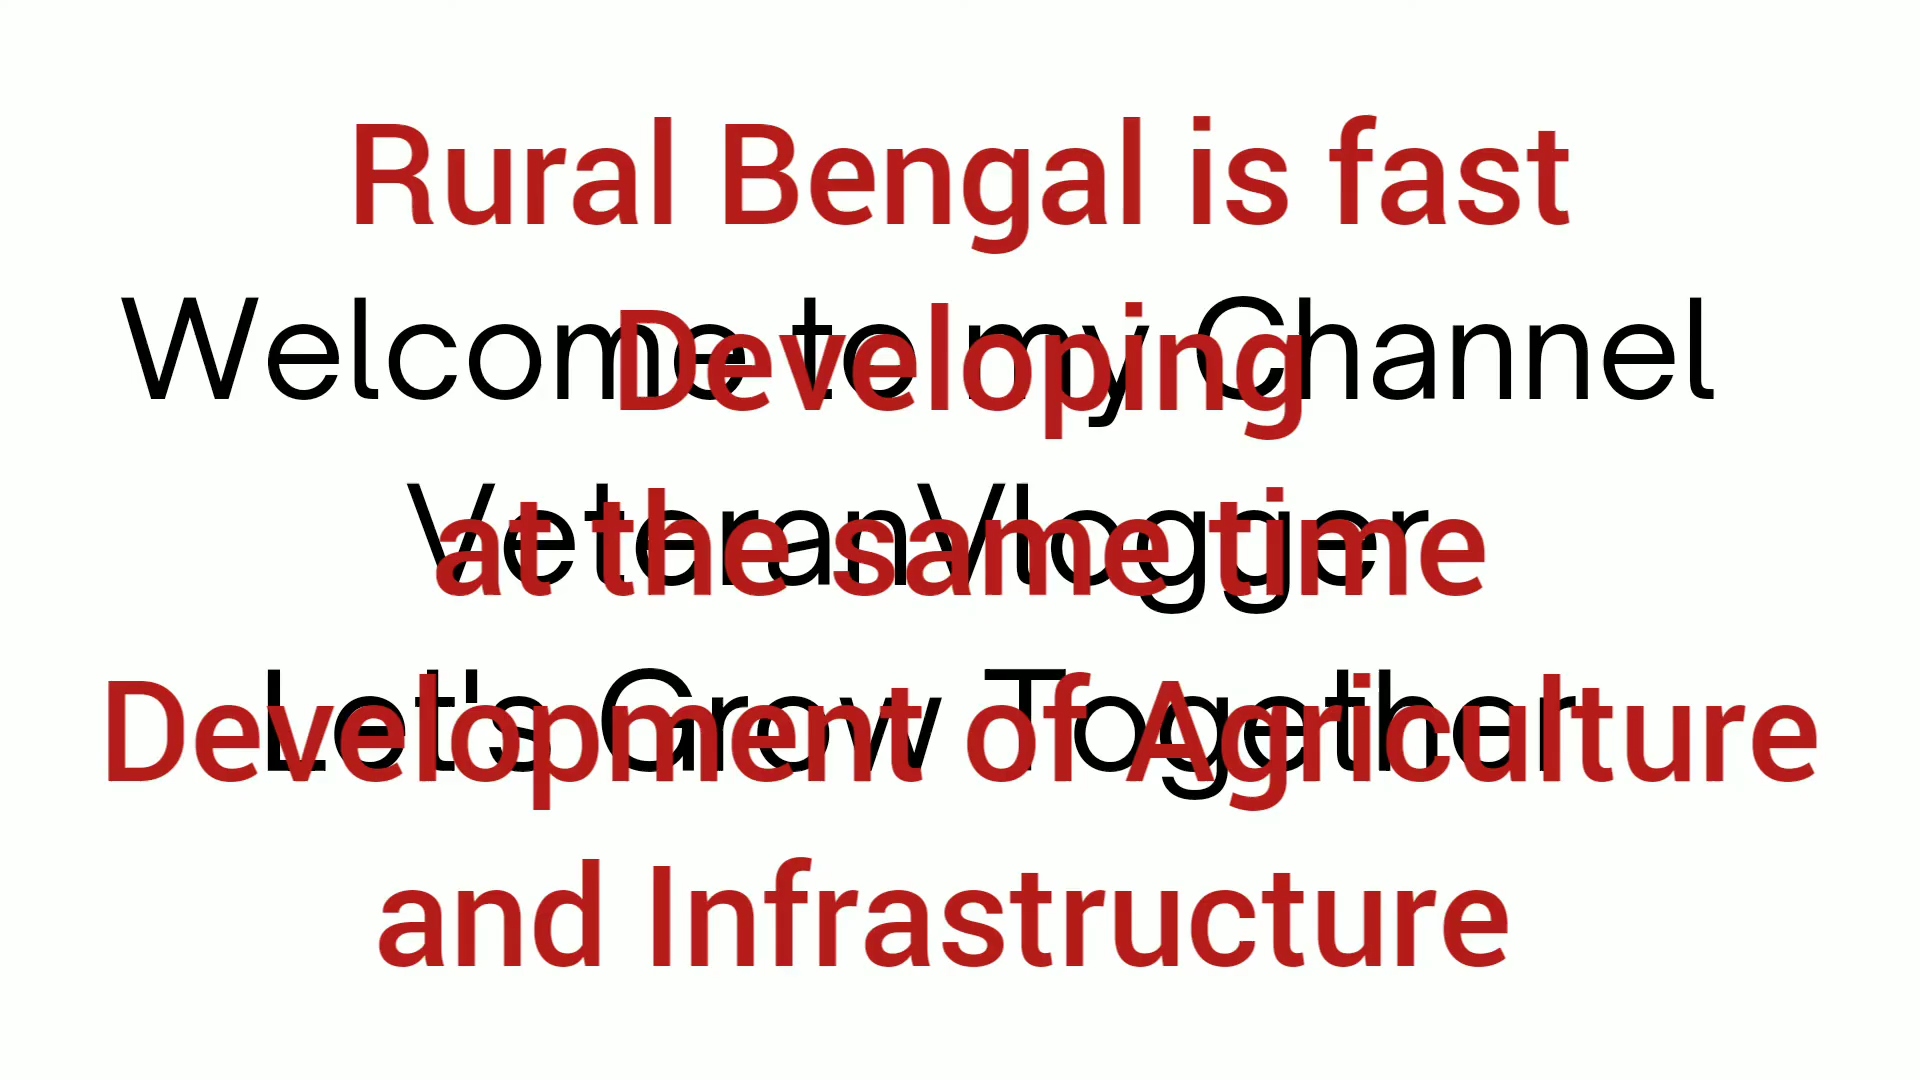 Rural Bengal is fast
Welcome to my Channel
Developing
VeteranVlogger
at the same time
Let's Grow Together
Development of Agriculture
and Infrastructure